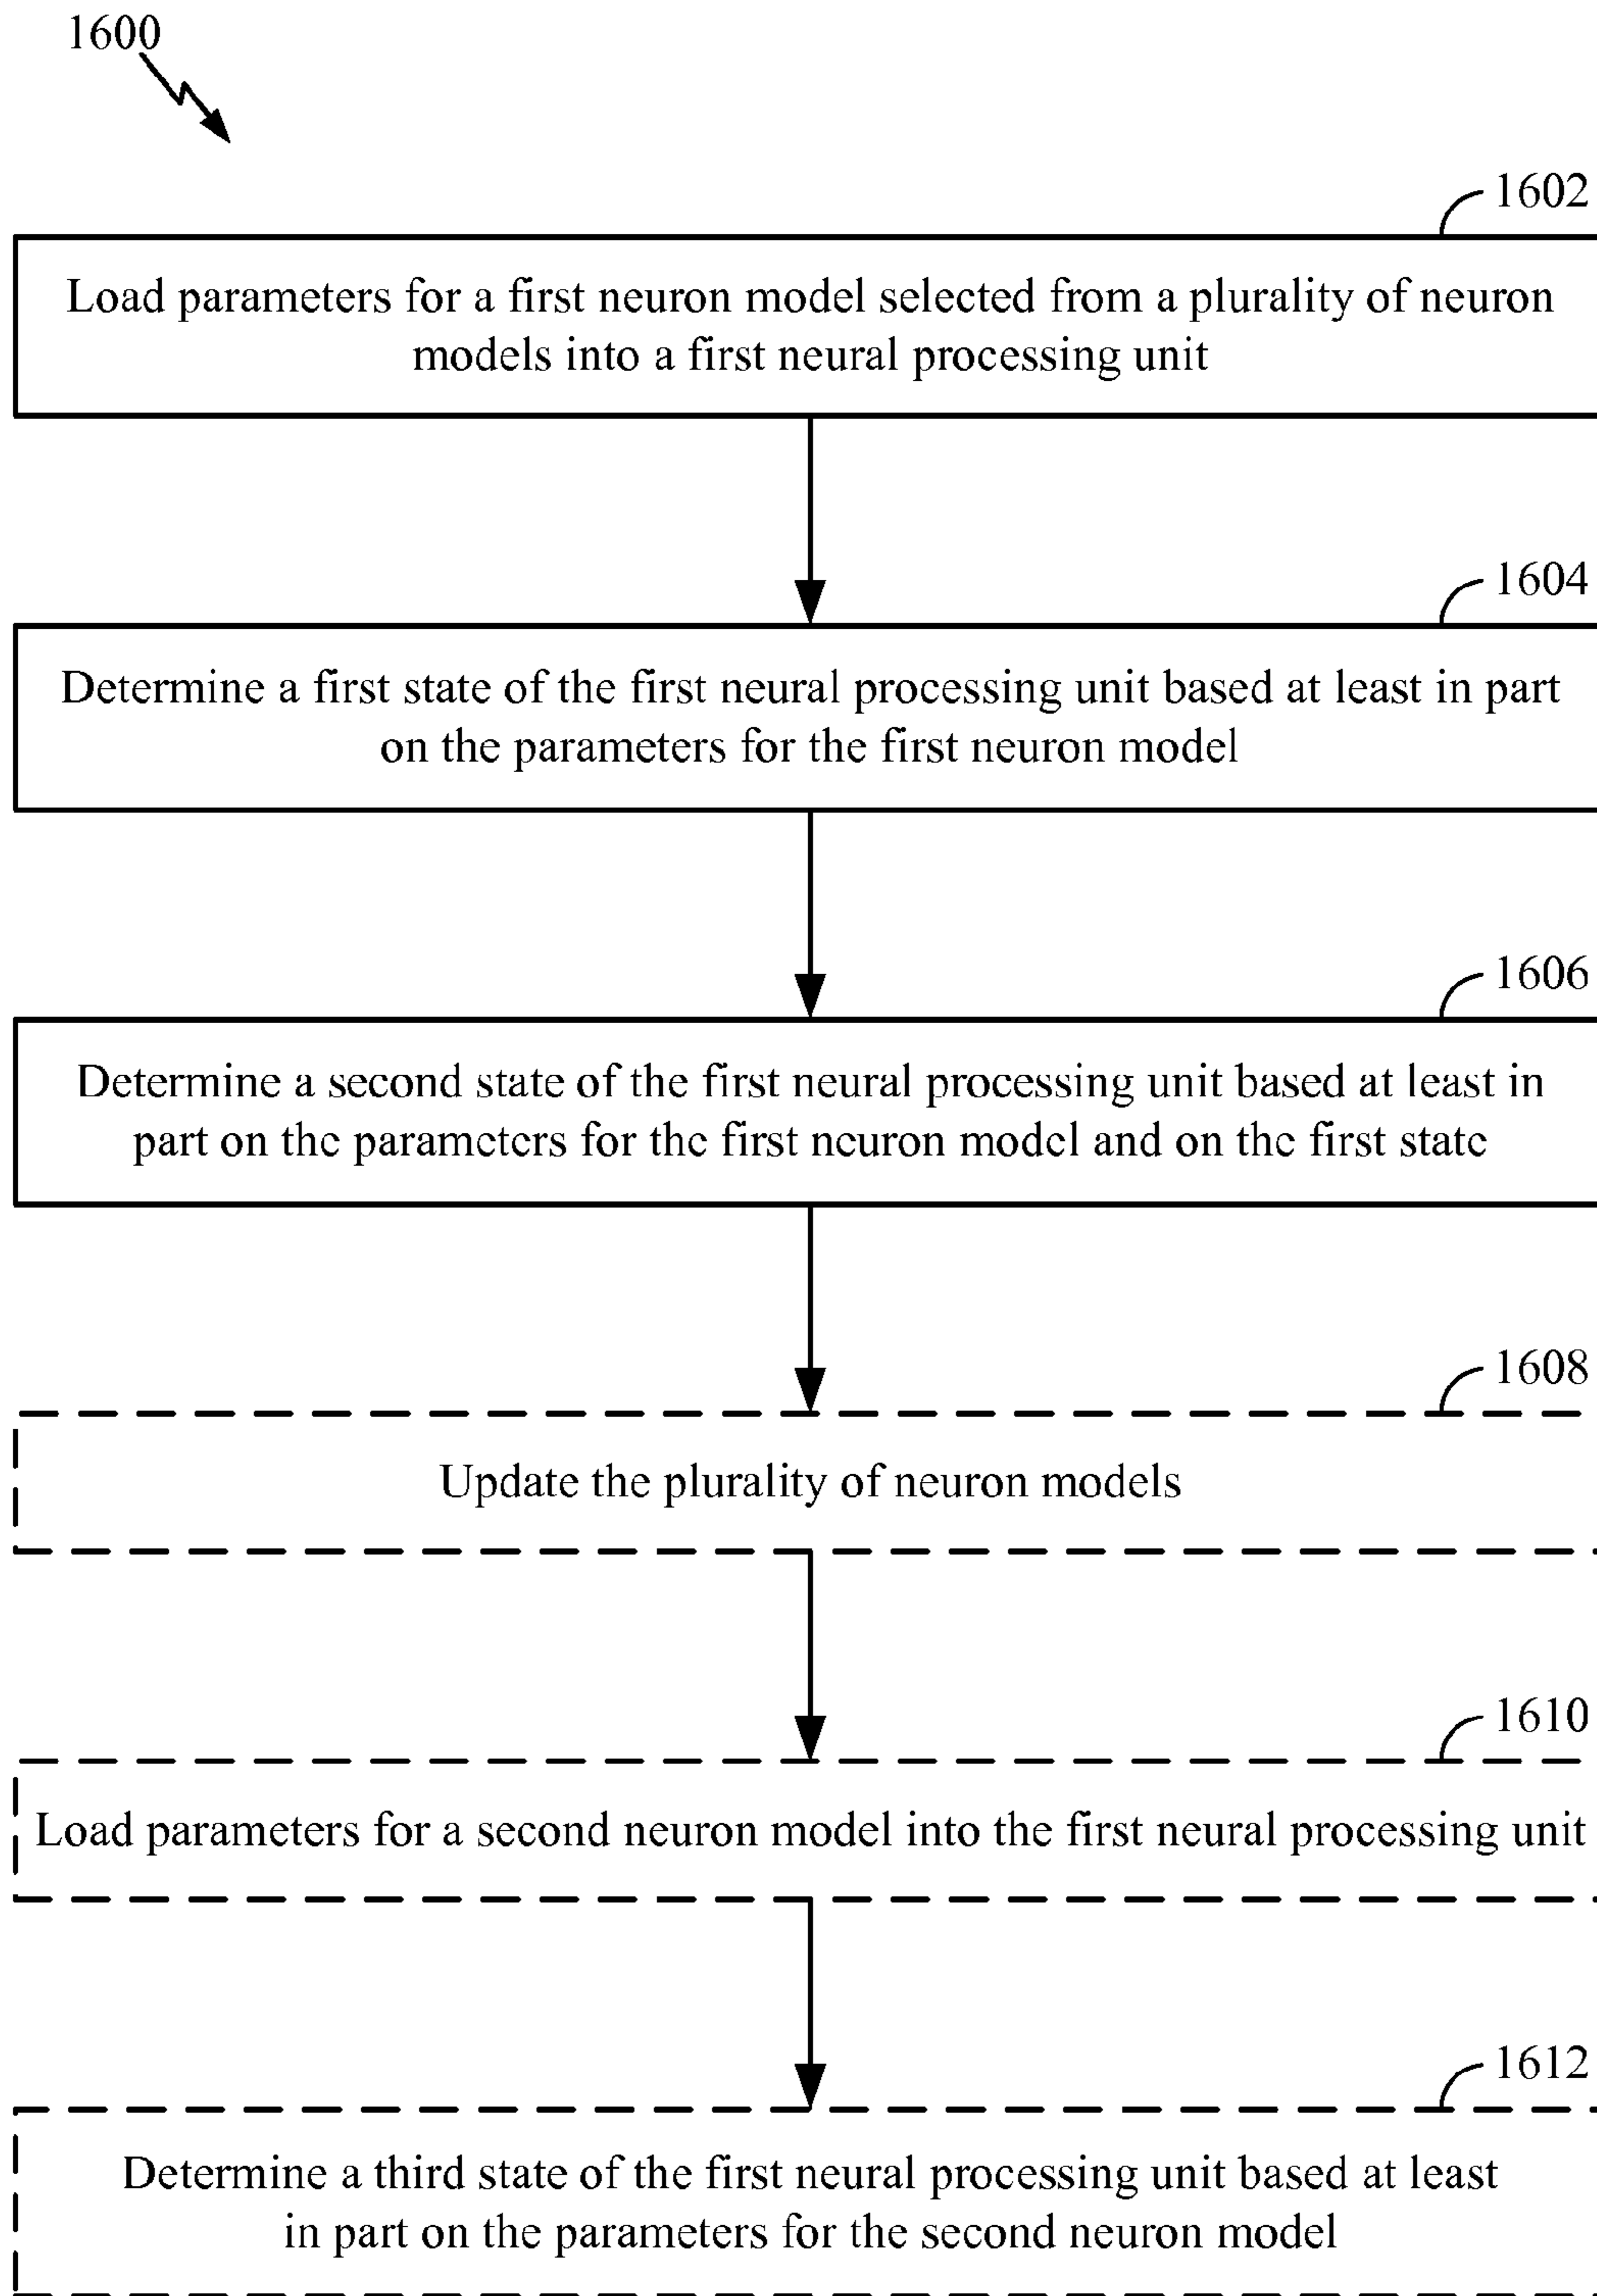 1600
1602
Load parameters for a first neuron model selected from a plurality of neuron
models into a first neural processing unit
1604
Determine a first state of the first neural processing unit based at least in part
on the parameters for the first neuron model
1606
Determine a second state of the first neural processing unit based at least in
part on the parameters for the first neuron model and on the first state
1608
Update the plurality of neuron models
1610
Load parameters for a second neuron model into the first neural processing unit
1612
Determine a third state of the first neural processing unit based at least
in part on the parameters for the second neuron model